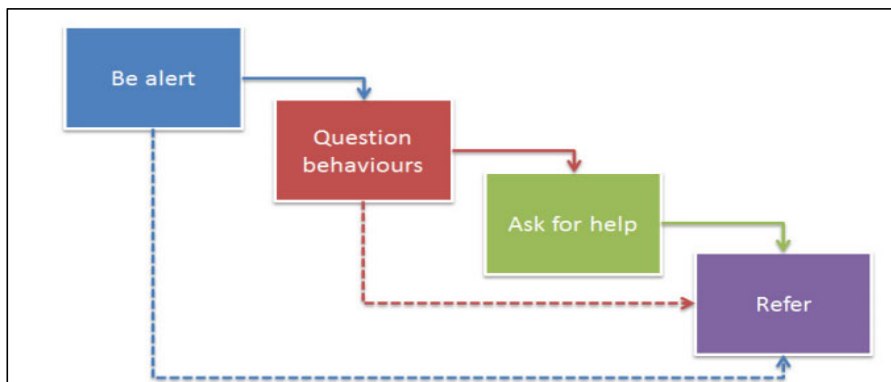 Be alert
Question
behaviours
Ask for help
Refer